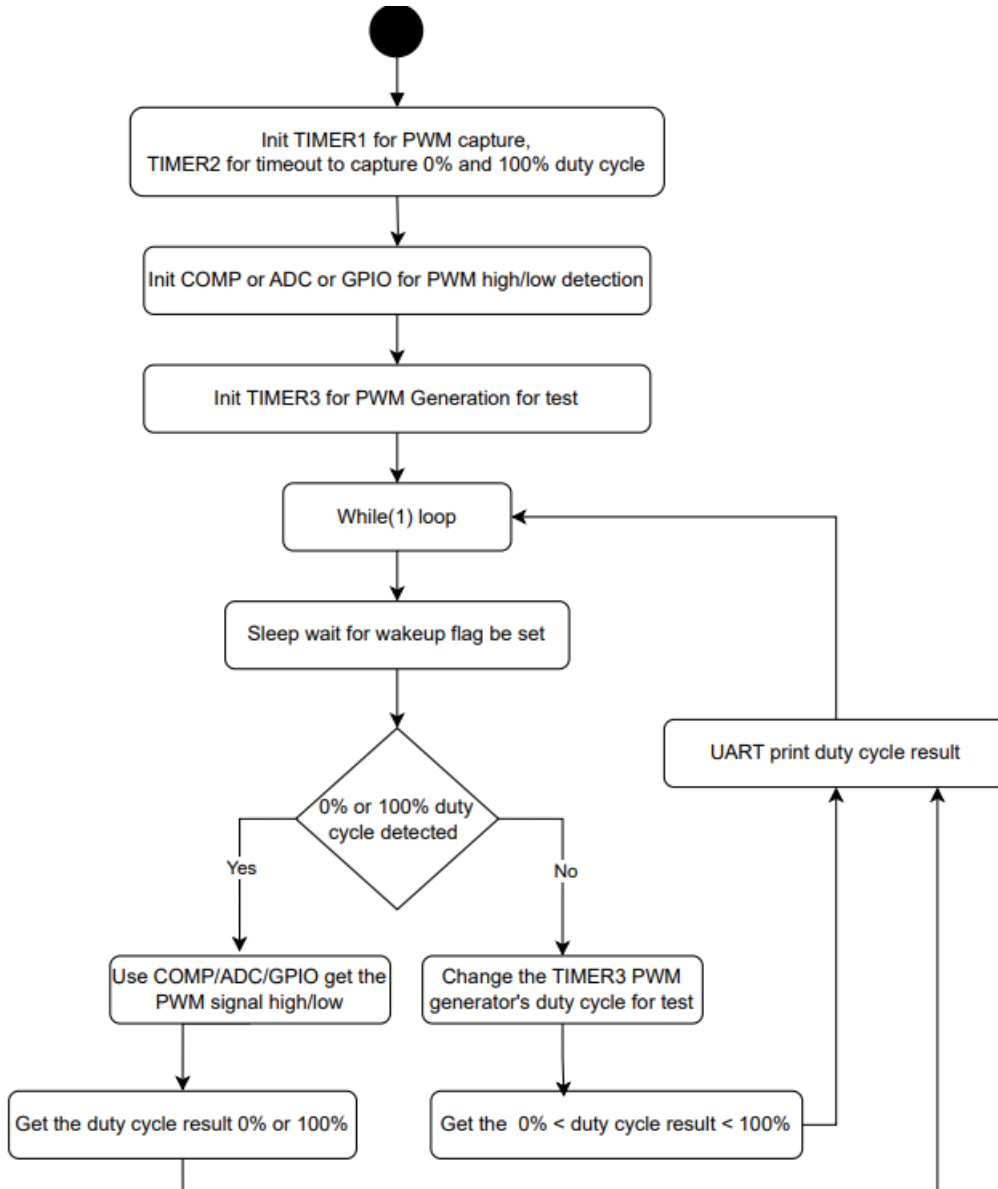 Init TIMER1 for PWM capture,
TIMER2 for timeout to capture 0% and 100% duty cycle
Init COMP or ADC or GPIO for PWM high/low detection
Init TIMER3 for PWM Generation for test
While(1) loop
Sleep wait for wakeup flag be set
UART print duty cycle result
0% or 100% duty
cycle detected
Yes
No
Use COMP/ADC/GPIO get the
PWM signal high/low
Change the TIMER3 PWM
generator's duty cycle for test
Get the duty cycle result 0% or 100%
Get the 0% < duty cycle result < 100%